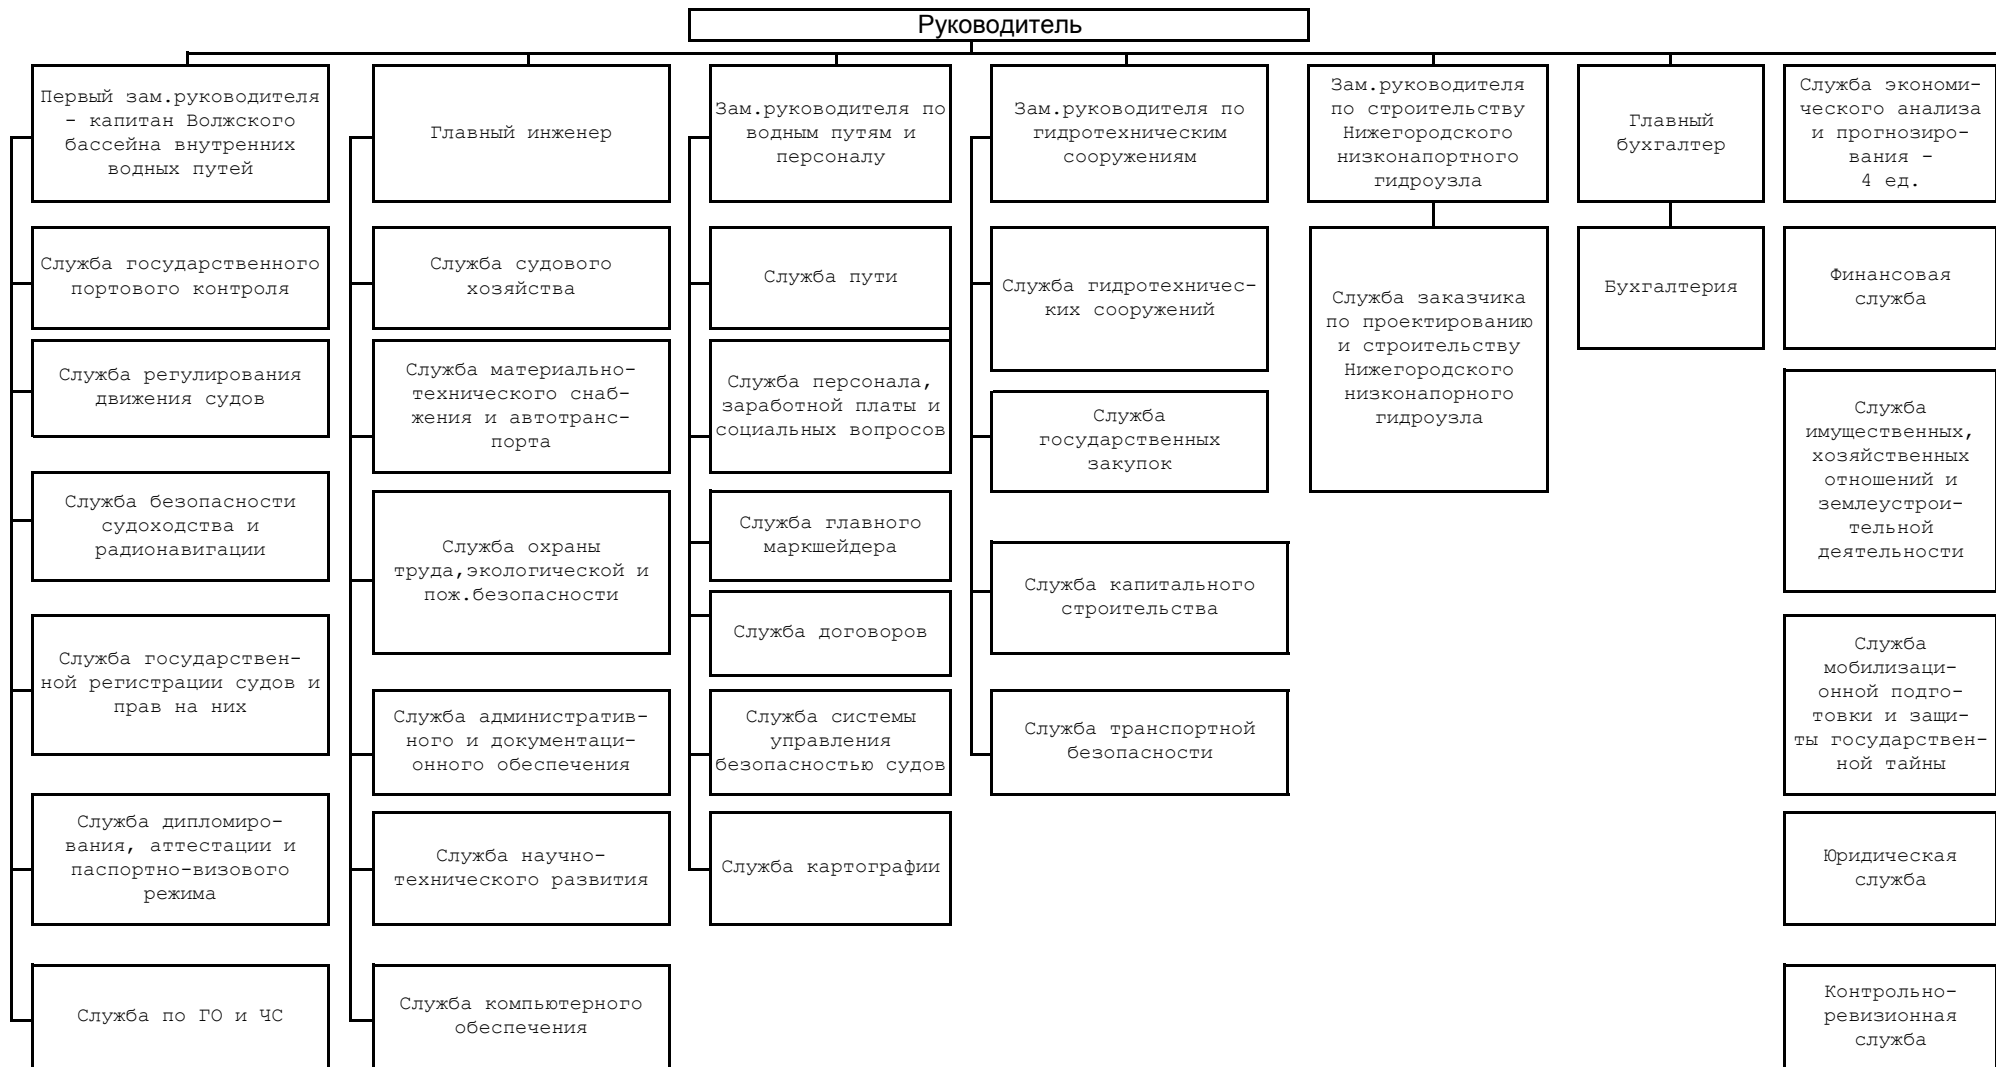 Руководитель
Первый зам.руководителя
- капитан Волжского
бассейна внутренних
водных путей
Главный инженер
Зам.руководителя по
водным путям и
персоналу
Зам.руководителя по
гидротехническим
сооружениям
Зам.руководителя
по строительству
Нижегородского
низконапортного
гидроузла
Главный
бухгалтер
Служба экономи-
ческого анализа
и прогнозиро-
вания -
4 ед.
Служба государственного
портового контроля
Служба судового
хозяйства
Служба пути
Служба гидротехничес-
ких сооружений
Служба заказчика
по проектированию
и строительству
Нижегородского
низконапорного
гидроузла
Бухгалтерия
Финансовая
служба
Служба регулирования
движения судов
Служба материально-
технического снаб-
жения и автотранс-
порта
Служба персонала,
заработной платы и
социальных вопросов
Служба
государственных
закупок
Служба
имущественных,
хозяйственных
отношений и
землеустрои-
тельной
деятельности
Служба безопасности
судоходства и
радионавигации
Служба охраны
труда,экологической и
пож.безопасности
Служба главного
маркшейдера
Служба капитального
строительства
Служба договоров
Служба государствен-
ной регистрации судов и
прав на них
Служба административ-
ного и документаци-
онного обеспечения
Служба системы
управления
безопасностью судов
Служба транспортной
безопасности
Служба
мобилизаци-
онной подго-
товки и защи-
ты государствен-
ной тайны
Служба дипломиро-
вания, аттестации и
паспортно-визового
режима
Служба научно-
технического развития
Служба картографии
Юридическая
служба
Служба по ГО и ЧС
Служба компьютерного
обеспечения
Контрольно-
ревизионная
служба